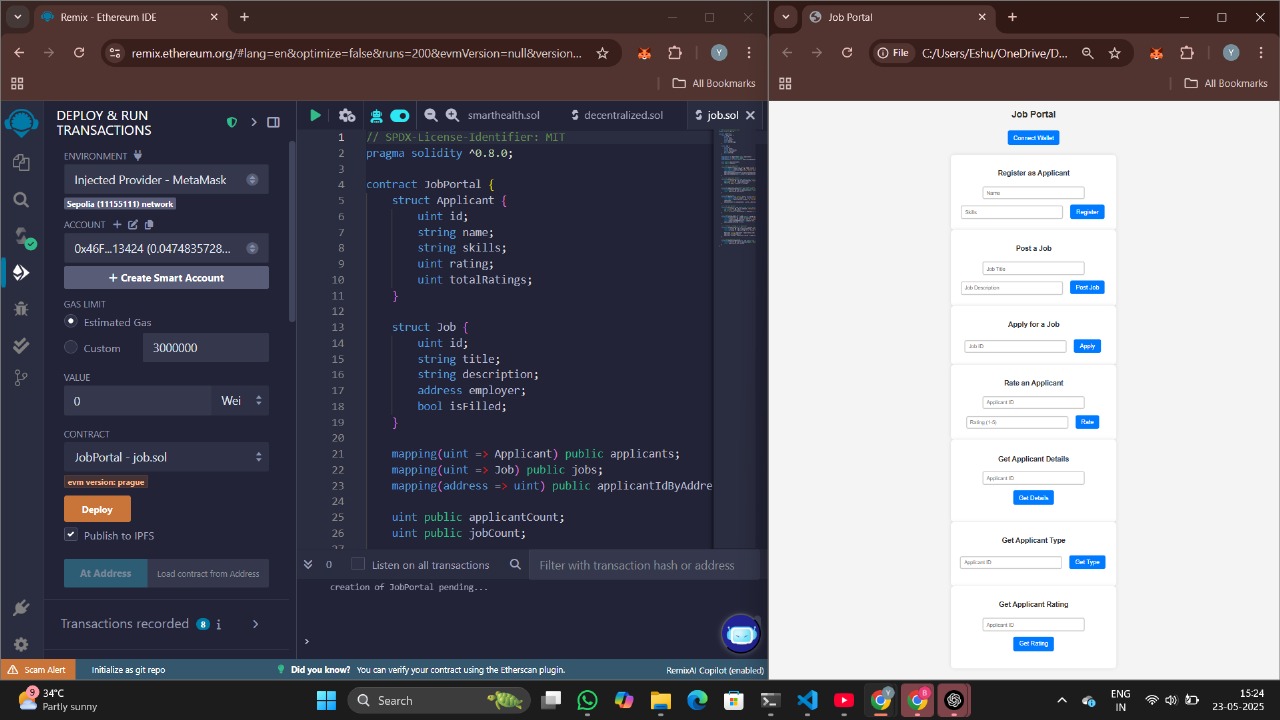 Remix - Ethereum IDE
remix.ethereum.org/#lang=en&optimize=false&runs=200&evmVersion=null&version...
Y
All Bookmarks
DEPLOY & RUN
TRANSACTIONS
ENVIRONMENT
Injected Provider - MetaMask
Sepolia (11155111) network
ACCOUNT
+ Create Smart Account
GAS LIMIT
Estimated Gas
Custom
3000000
VALUE
0
Wei
CONTRACT
JobPortal - job.sol
evm version: prague
Deploy
Publish to IPFS
At Address
Load contract from Address
Transactions recorded 8 i
smarthealth.sol
decentralized.sol
job.sol
1 // SPDX-License-Identifier: MIT
2 pragma solidity ^0.8.0;
3
4 contract JobPortal {
5 struct Applicant {
6 uint id;
7 string name;
8 string skills;
9 uint rating;
10 uint totalRatings;
11 }
12
13 struct Job {
14 uint id;
15 string title;
16 string description;
17 address employer;
18 bool isFilled;
19 }
20
21 mapping(uint => Applicant) public applicants;
22 mapping(uint => Job) public jobs;
23 mapping(address => uint) public applicantIdByAddre
24
25 uint public applicantCount;
26 uint public jobCount;
27
0
Listen on all transactions
Filter with transaction hash or address
creation of JobPortal pending...
Scam Alert
Initialize as git repo
Did you know? You can verify your contract using the Etherscan plugin.
RemixAI Copilot (enabled)
Job Portal
File
C:/Users/Eshu/OneDrive/D...
Y
All Bookmarks
Job Portal
Connect Wallet
Register as Applicant
Name
Skills
Register
Post a Job
Job Title
Job Description
Post Job
Apply for a Job
Job ID
Apply
Rate an Applicant
Applicant ID
Rating (1-5)
Rate
Get Applicant Details
Applicant ID
Get Details
Get Applicant Type
Applicant ID
Get Type
Get Applicant Rating
Applicant ID
Get Rating
9
34°C
Partly sunny
Search
Y
ENG
IN
15:24
23-05-2025